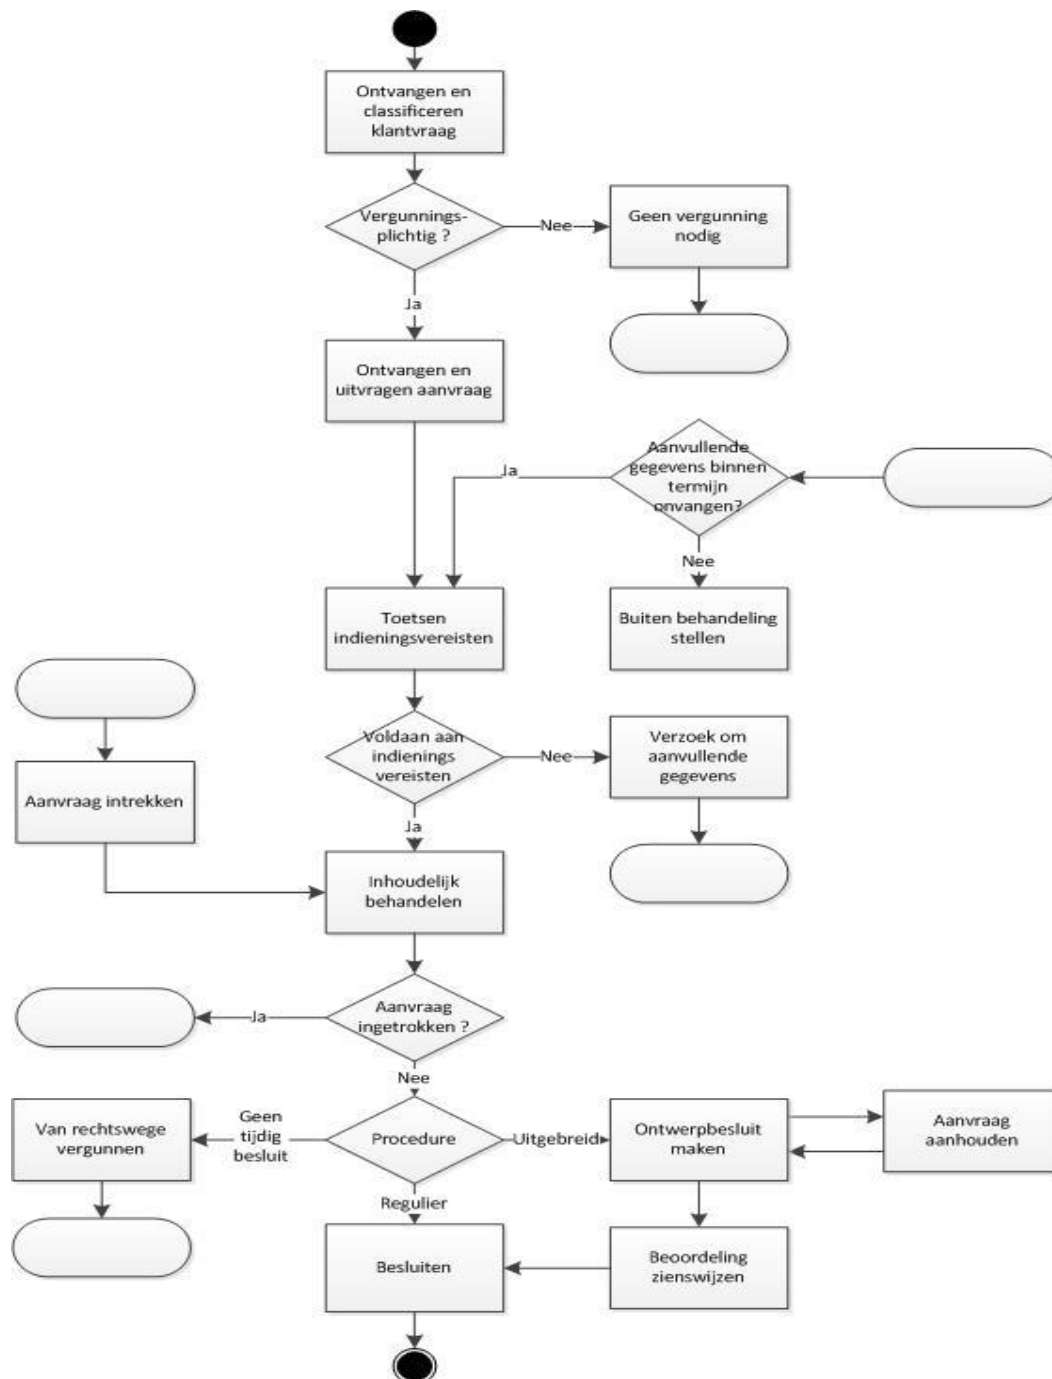 Ontvangen en
classificeren
klantvraag
Vergunnings-
plichtig ?
Nee
Geen vergunning
nodig
Ja
Ontvangen en
uitvragen aanvraag
Aanvullende
gegevens binnen
termijn
onvangen?
Ja
Nee
Toetsen
indieningsvereisten
Buiten behandeling
stellen
Voldaan aan
indienings
vereisten
Nee
Verzoek om
aanvullende
gegevens
Aanvraag intrekken
Ja
Inhoudelijk
behandelen
Aanvraag
ingetrokken ?
Ja
Nee
Van rechtswege
vergunnen
Geen
tijdig
besluit
Procedure
Uitgebreid
Ontwerpbesluit
maken
Aanvraag
aanhouden
Regulier
Besluiten
Beoordeling
zienswijzen